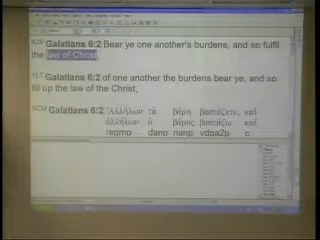 KJV Galatians 6:2 Bear ye one another's burdens, and so fulfil
the law of Christ.
YLT Galatians 6:2 of one another the burdens bear ye, and so
fill up the law of the Christ,
SCM Galatians 6:2 Ἀλλήλων τὰ βάρη βαστάζετε, καὶ
ἀλλήλων ὁ βάρος βαστάζω καί
regmp danp nanp vdpa2p c